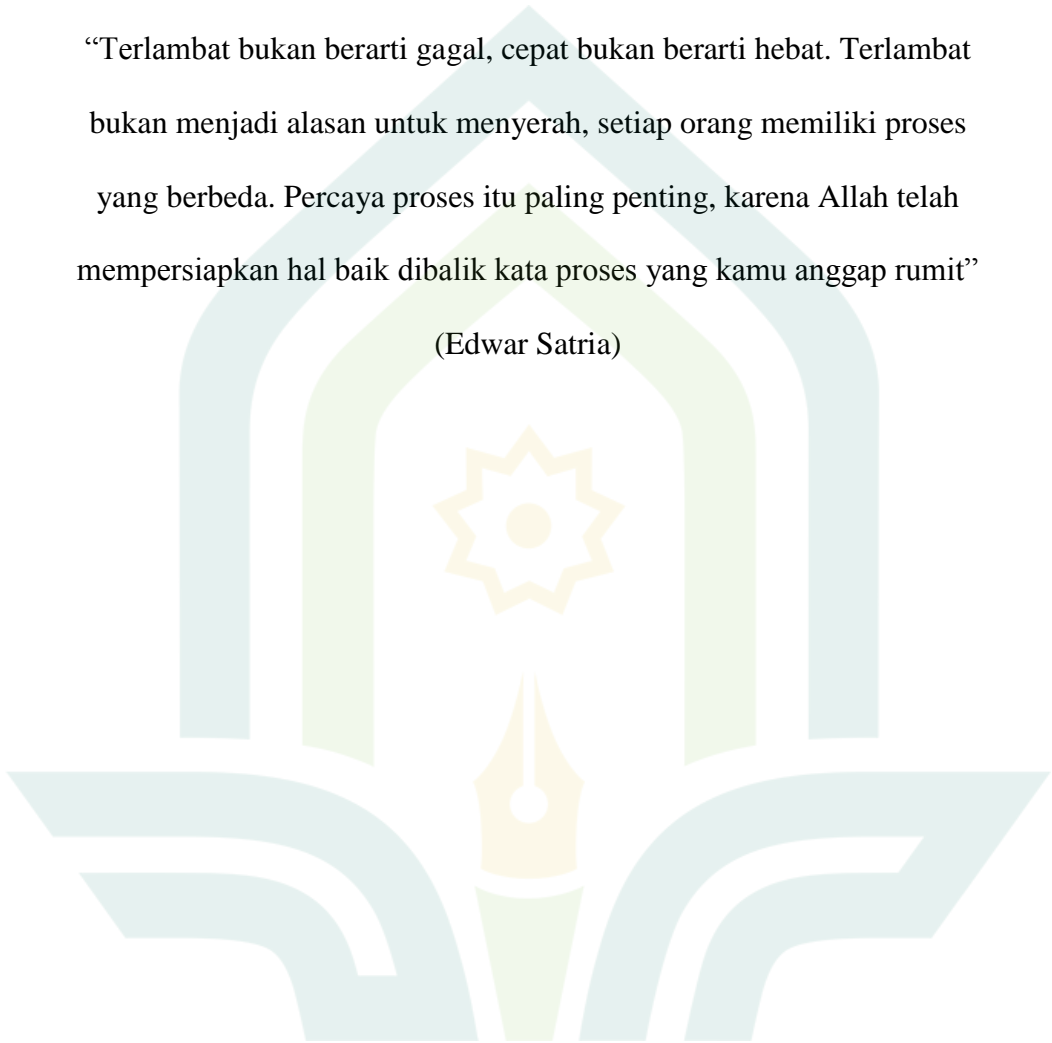 “Terlambat bukan berarti gagal, cepat bukan berarti hebat. Terlambat
bukan menjadi alasan untuk menyerah, setiap orang memiliki proses
yang berbeda. Percaya proses itu paling penting, karena Allah telah
mempersiapkan hal baik dibalik kata proses yang kamu anggap rumit”
(Edwar Satria)